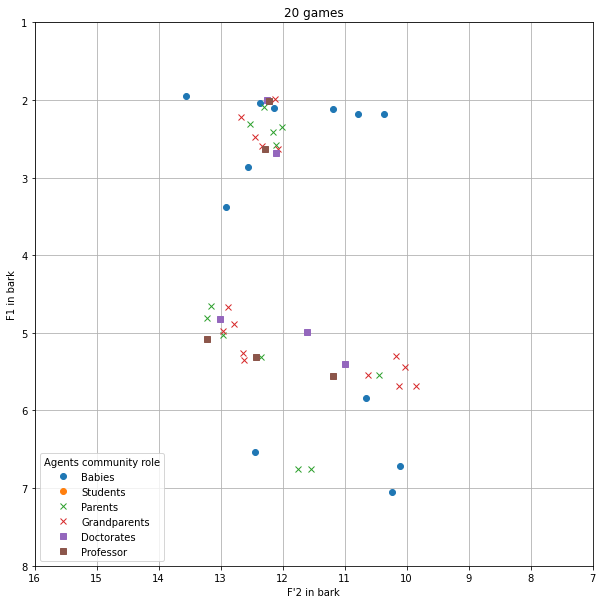 20 games
1
2
3
4
5
6
7
8
F1 in bark
Agents community role
Babies
Students
Parents
Grandparents
Doctorates
Professor
16 15 14 13 12 11 10 9 8 7
F'2 in bark